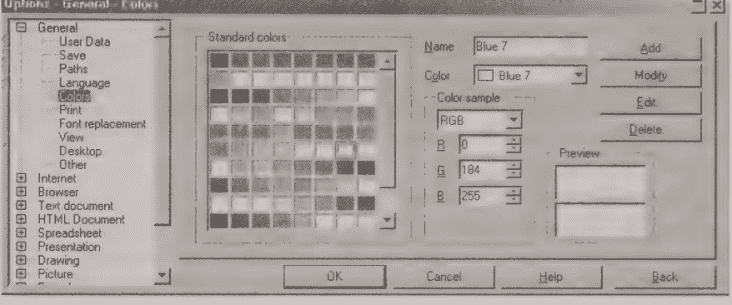 Options - General - Colors
General
User Data
Save
Paths
Language
Colors
Print
Font replacement
View
Desktop
Other
Internet
Browser
Text document
HTML Document
Spreadsheet
Presentation
Drawing
Picture
Standard colors
Name Blue 7
Color Blue 7
Color sample
RGB
R 0
G 184
B 255
Add
Modify
Edit
Delete
Preview
OK Cancel Help Back